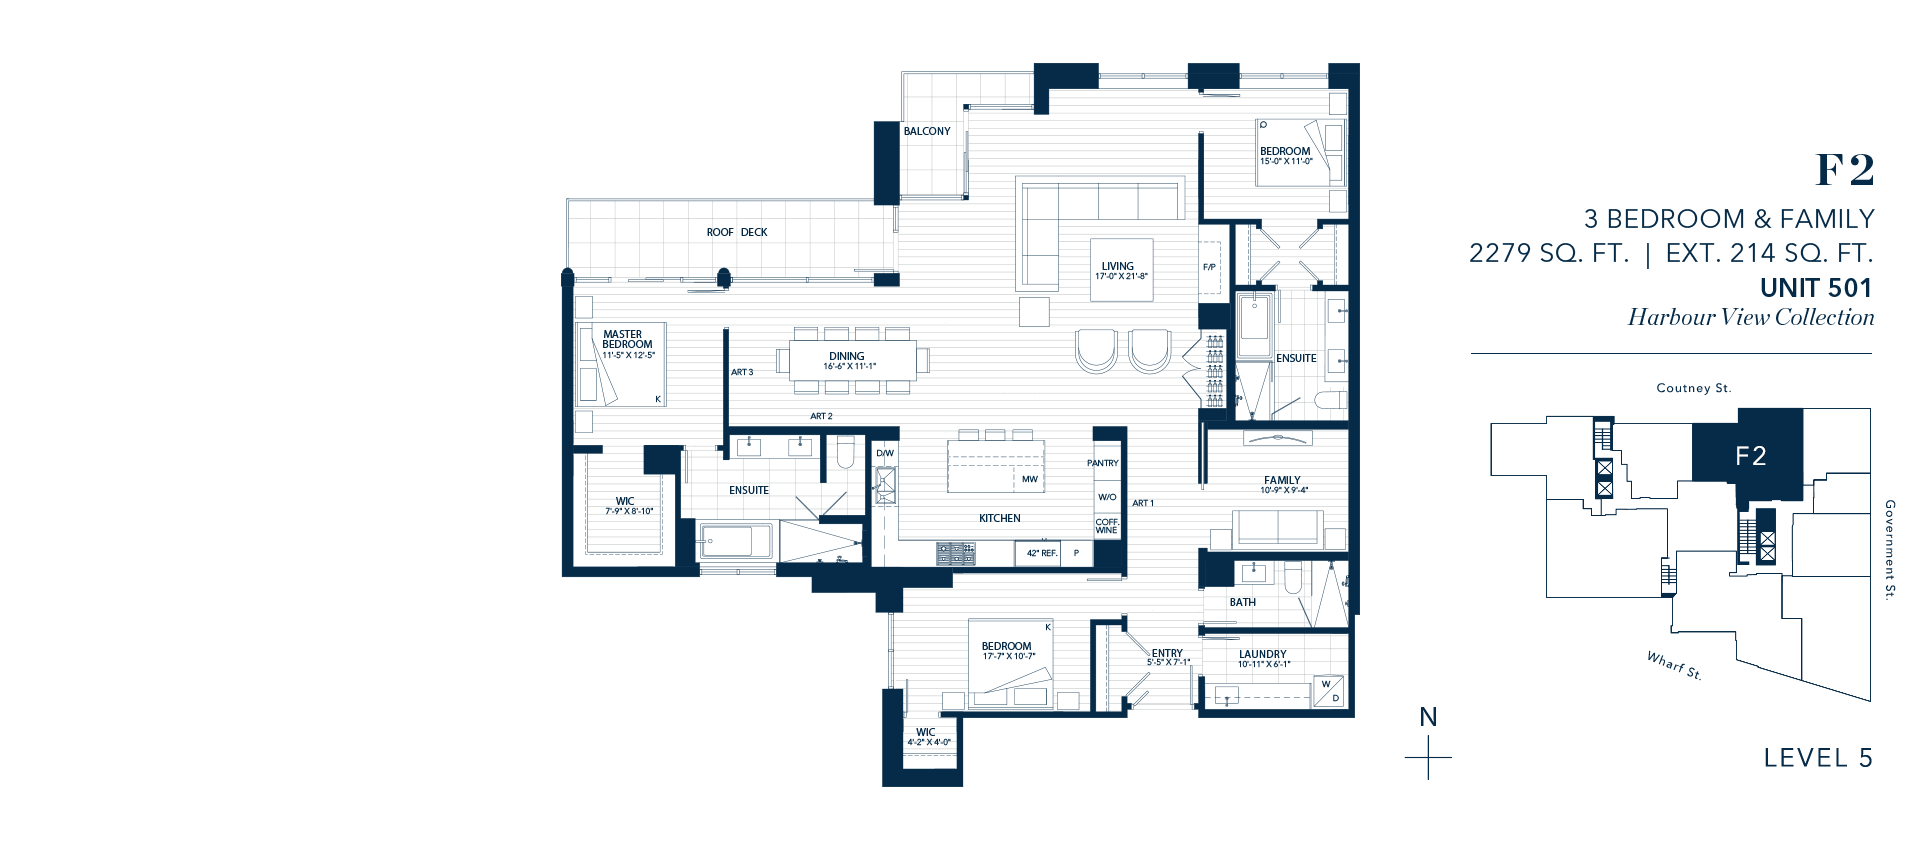 BALCONY
BEDROOM
15'-0" X 11'-0"
ROOF DECK
LIVING
17'-0" X 21'-8"
F/P
MASTER
BEDROOM
11'-5" X 12'-5"
K
DINING
16'-6" X 11'-1"
ART 3
ART 2
ENSUITE
D/W
PANTRY
MW
W/O
COFF.
WINE
KITCHEN
42" REF.
P
ART 1
FAMILY
10'-9" X 9'-4"
ENSUITE
WIC
7'-9" X 8'-10"
BATH
BEDROOM
17'-7" X 10'-7"
K
ENTRY
5'-5" X 7'-1"
LAUNDRY
10'-11" X 6'-1"
W
D
WIC
4'-2" X 4'-0"
F2
3 BEDROOM & FAMILY
2279 SQ. FT. | EXT. 214 SQ. FT.
UNIT 501
Harbour View Collection
Coutney St.
F2
Government St.
Wharf St.
N
LEVEL 5